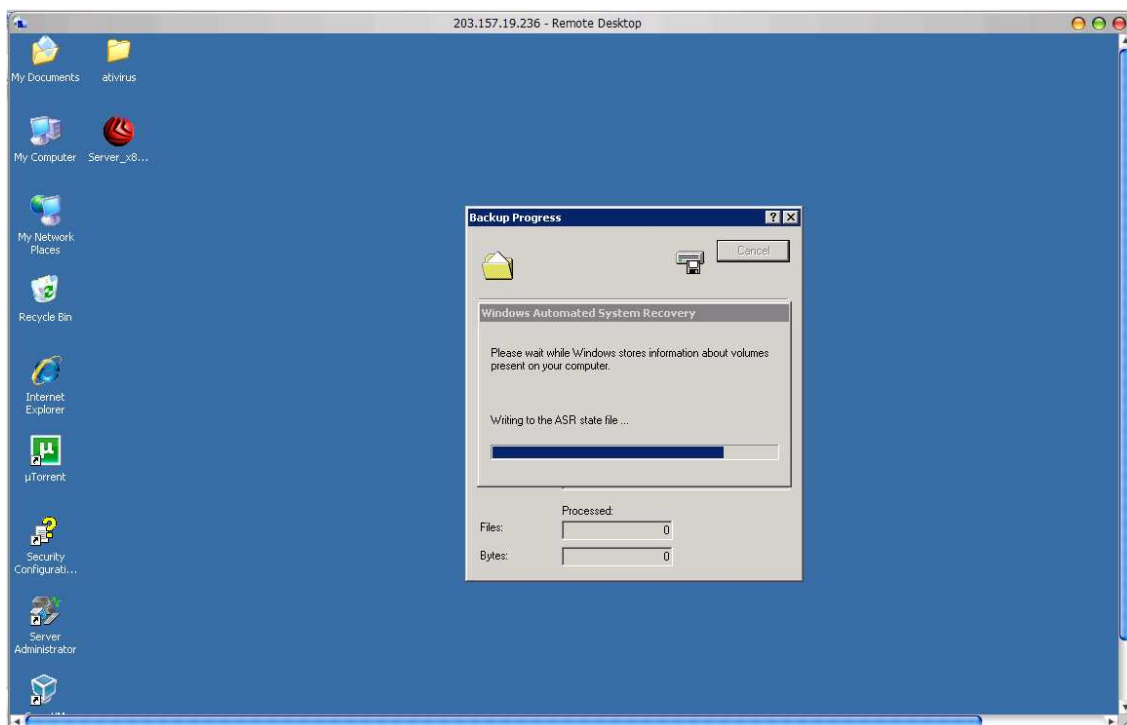 203.157.19.236 - Remote Desktop
My Documents
ativirus
My Computer
Server_x8...
My Network
Places
Recycle Bin
Internet
Explorer
µTorrent
Security
Configurati...
Server
Administrator
Backup Progress
Cancel
Windows Automated System Recovery
Please wait while Windows stores information about volumes
present on your computer.
Writing to the ASR state file ...
Processed:
Files:
0
Bytes:
0